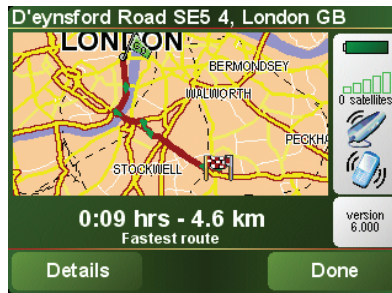 D'eynsford Road SE5 4, London GB
LONDON
BERMONDSEY
WALWORTH
0 satellites
PECKHA
STOCKWELL
0:09 hrs - 4.6 km
Fastest route
version
6.000
Details
Done